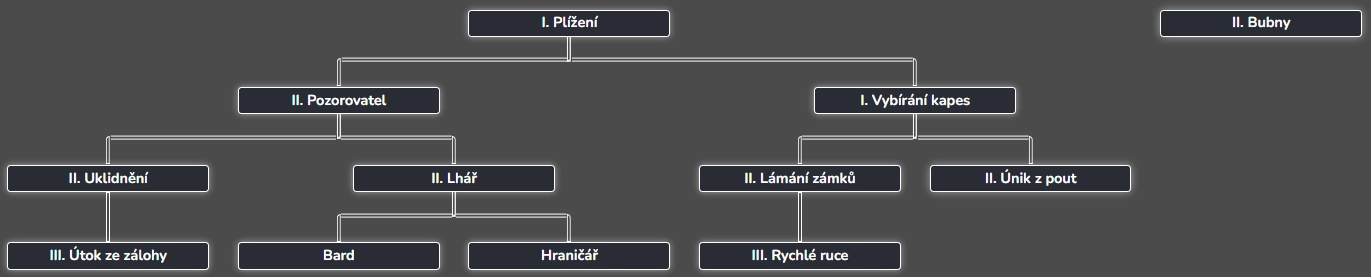 I. Plížení
II. Bubny
II. Pozorovatel
I. Vybírání kapes
II. Uklidnění
II. Lhář
II. Lámání zámků
II. Únik z pout
III. Útok ze zálohy
Bard
Hraničář
III. Rychlé ruce